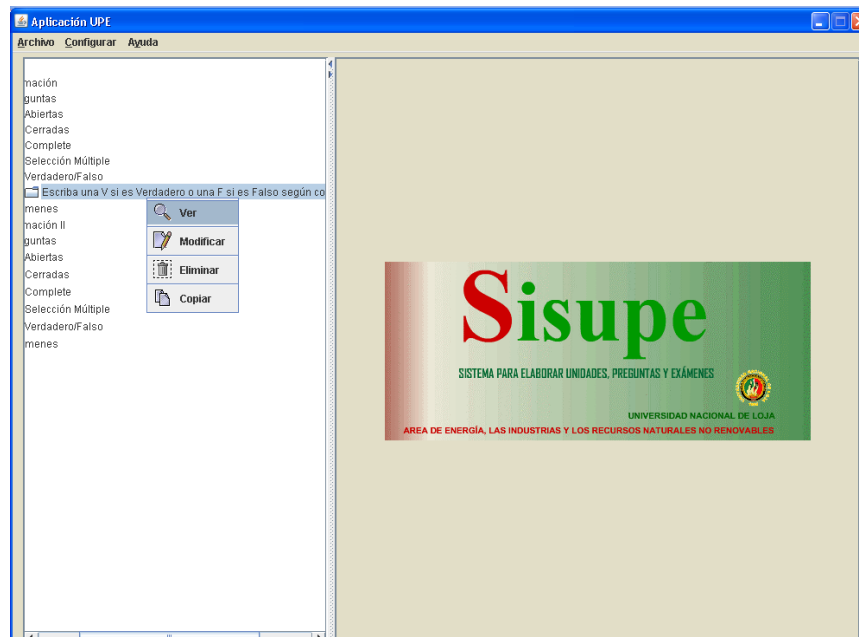 Aplicación UPE
Archivo Configurar Ayuda
mación
guntas
Abiertas
Cerradas
Complete
Selección Múltiple
Verdadero/Falso
Escriba una V si es Verdadero o una F si es Falso según co
menes
mación II
guntas
Abiertas
Cerradas
Complete
Selección Múltiple
Verdadero/Falso
menes
Ver
Modificar
Eliminar
Copiar
Sisupe
SISTEMA PARA ELABORAR UNIDADES, PREGUNTAS Y EXÁMENES
UNIVERSIDAD NACIONAL DE LOJA
AREA DE ENERGÍA, LAS INDUSTRIAS Y LOS RECURSOS NATURALES NO RENOVABLES